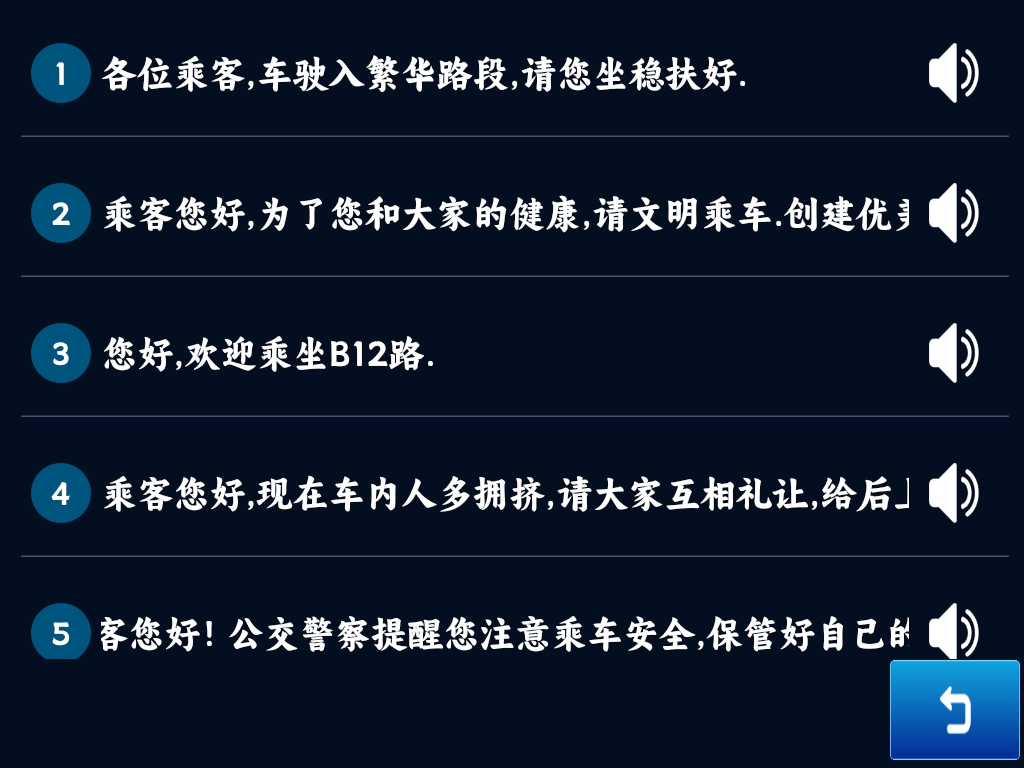 1 各位乘客,车驶入繁华路段,请您坐稳扶好.
2 乘客您好,为了您和大家的健康,请文明乘车.创建优
3 您好,欢迎乘坐B12路.
4 乘客您好,现在车内人多拥挤,请大家互相礼让,给后
5 客您好! 公交警察提醒您注意乘车安全,保管好自己的